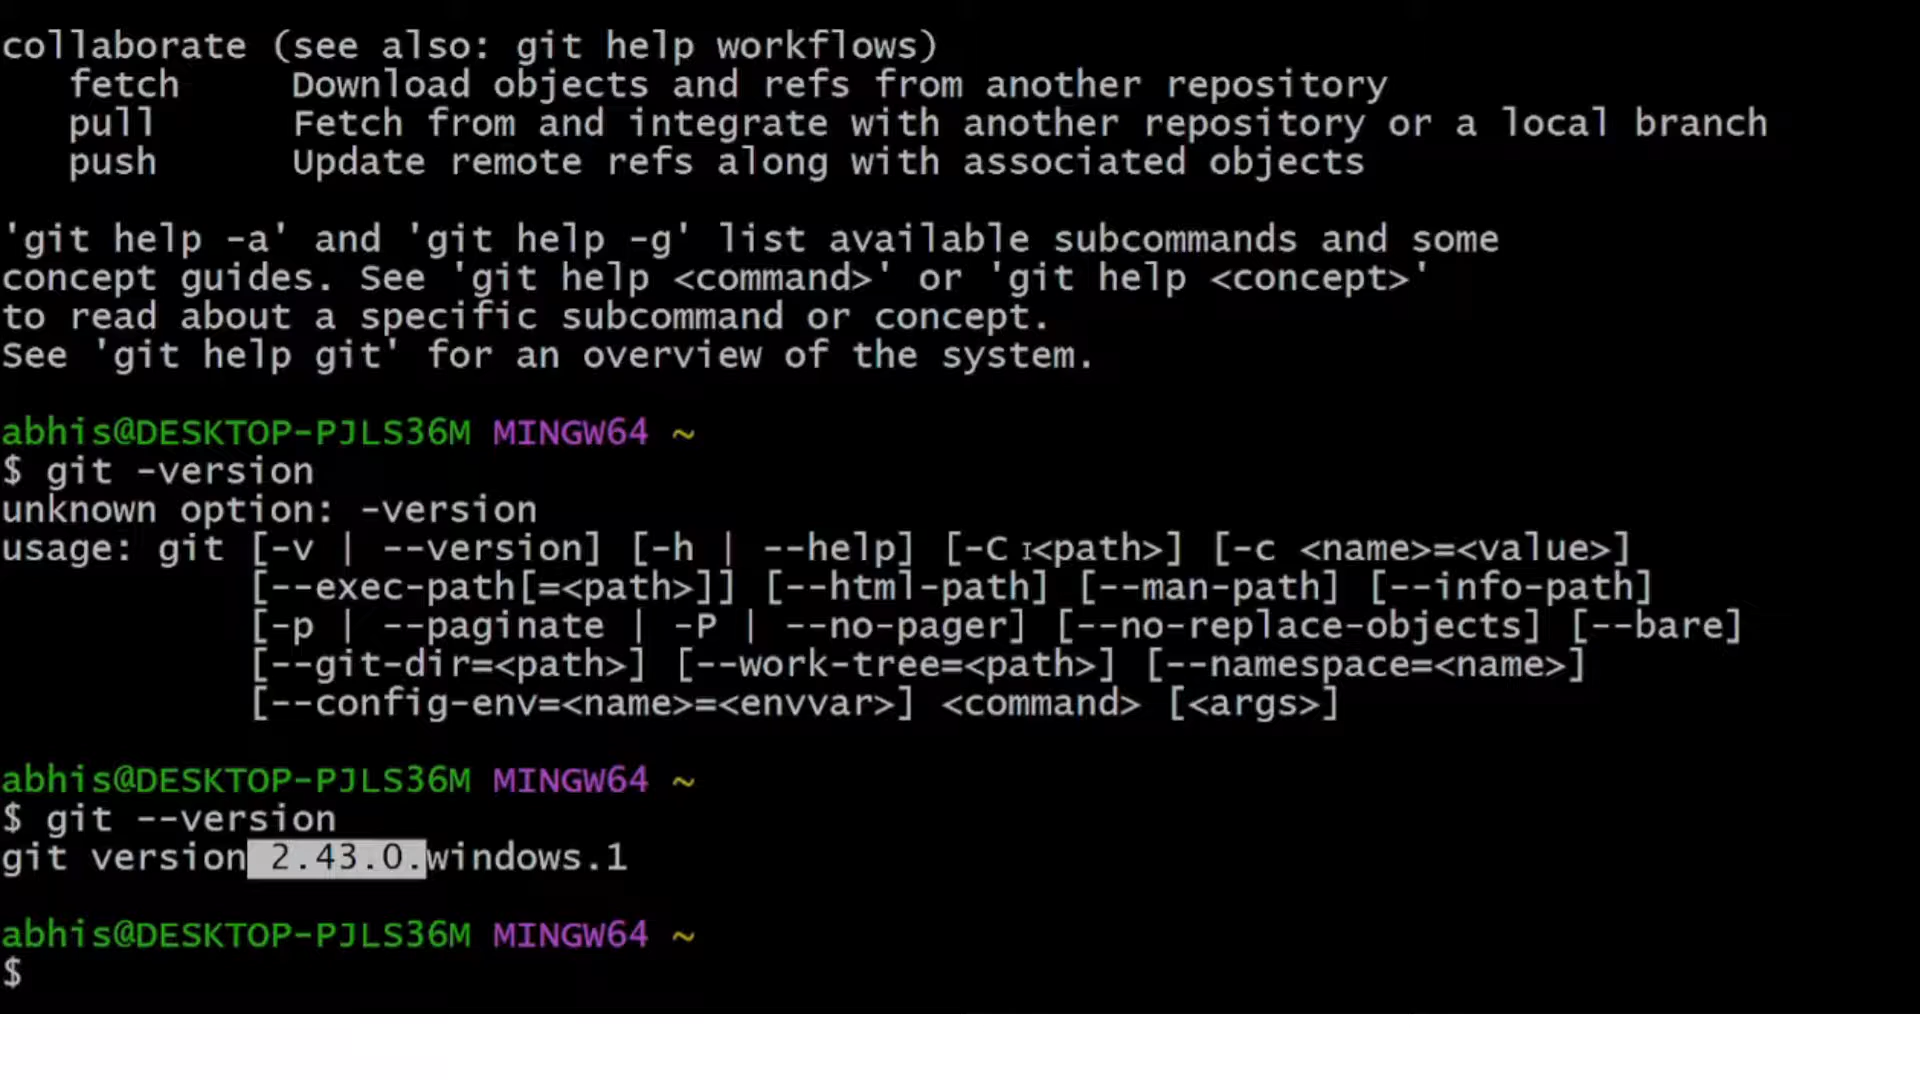 collaborate (see also: git help workflows)
   fetch     Download objects and refs from another repository
   pull      Fetch from and integrate with another repository or a local branch
   push      Update remote refs along with associated objects

'git help -a' and 'git help -g' list available subcommands and some
concept guides. See 'git help <command>' or 'git help <concept>'
to read about a specific subcommand or concept.
See 'git help git' for an overview of the system.

abhis@DESKTOP-PJLS36M MINGW64 ~
$ git -version
unknown option: -version
usage: git [-v | --version] [-h | --help] [-C <path>] [-c <name>=<value>]
           [--exec-path[=<path>]] [--html-path] [--man-path] [--info-path]
           [-p | --paginate | -P | --no-pager] [--no-replace-objects] [--bare]
           [--git-dir=<path>] [--work-tree=<path>] [--namespace=<name>]
           [--config-env=<name>=<envvar>] <command> [<args>]

abhis@DESKTOP-PJLS36M MINGW64 ~
$ git --version
git version 2.43.0.windows.1

abhis@DESKTOP-PJLS36M MINGW64 ~
$